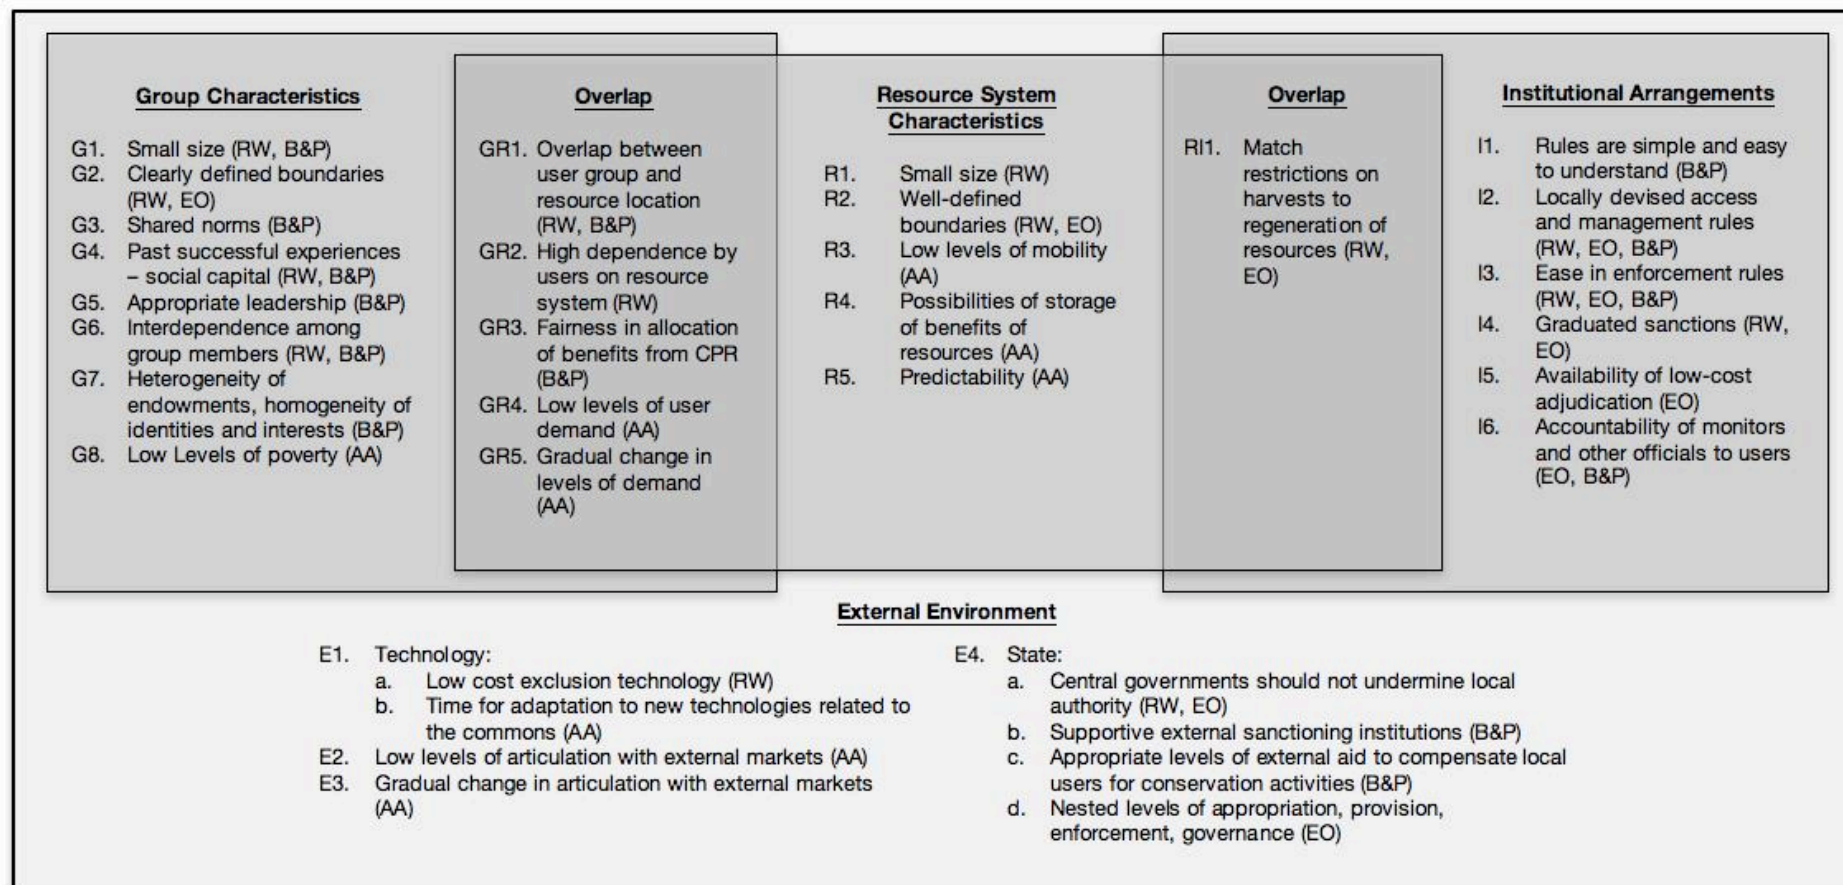 Group Characteristics
G1. Small size (RW, B&P)
G2. Clearly defined boundaries
(RW, EO)
G3. Shared norms (B&P)
G4. Past successful experiences
– social capital (RW, B&P)
G5. Appropriate leadership (B&P)
G6. Interdependence among
group members (RW, B&P)
G7. Heterogeneity of
endowments, homogeneity of
identities and interests (B&P)
G8. Low Levels of poverty (AA)
Overlap
GR1. Overlap between
user group and
resource location
(RW, B&P)
GR2. High dependence by
users on resource
system (RW)
GR3. Fairness in allocation
of benefits from CPR
(B&P)
GR4. Low levels of user
demand (AA)
GR5. Gradual change in
levels of demand
(AA)
Resource System
Characteristics
R1. Small size (RW)
R2. Well-defined
boundaries (RW, EO)
R3. Low levels of mobility
(AA)
R4. Possibilities of storage
of benefits of
resources (AA)
R5. Predictability (AA)
Overlap
RI1. Match
restrictions on
harvests to
regeneration of
resources (RW,
EO)
Institutional Arrangements
I1. Rules are simple and easy
to understand (B&P)
I2. Locally devised access
and management rules
(RW, EO, B&P)
I3. Ease in enforcement rules
(RW, EO, B&P)
I4. Graduated sanctions (RW,
EO)
I5. Availability of low-cost
adjudication (EO)
I6. Accountability of monitors
and other officials to users
(EO, B&P)
External Environment
E1. Technology:
a. Low cost exclusion technology (RW)
b. Time for adaptation to new technologies related to
the commons (AA)
E2. Low levels of articulation with external markets (AA)
E3. Gradual change in articulation with external markets
(AA)
E4. State:
a. Central governments should not undermine local
authority (RW, EO)
b. Supportive external sanctioning institutions (B&P)
c. Appropriate levels of external aid to compensate local
users for conservation activities (B&P)
d. Nested levels of appropriation, provision,
enforcement, governance (EO)